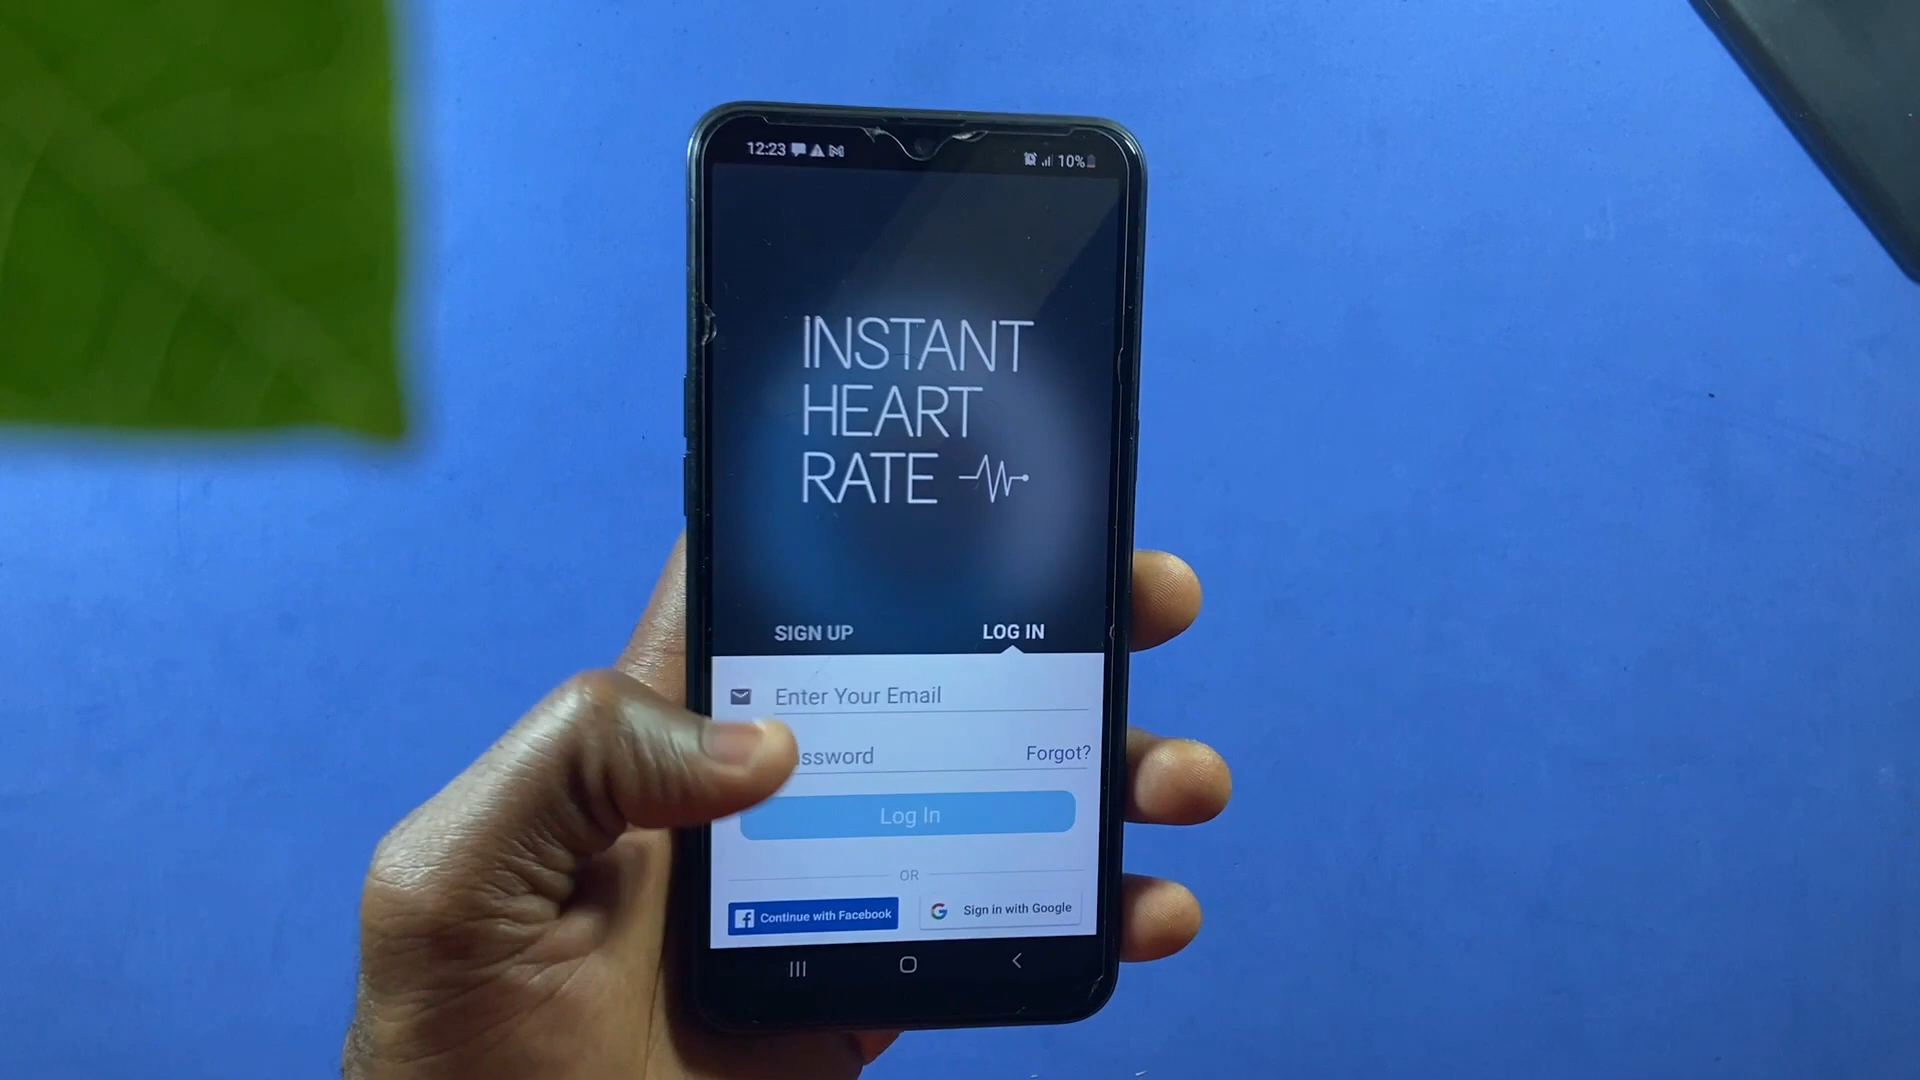 12:23
10%
INSTANT
HEART
RATE
SIGN UP
LOG IN
Enter Your Email
ssword
Forgot?
Log In
OR
Continue with Facebook
Sign in with Google